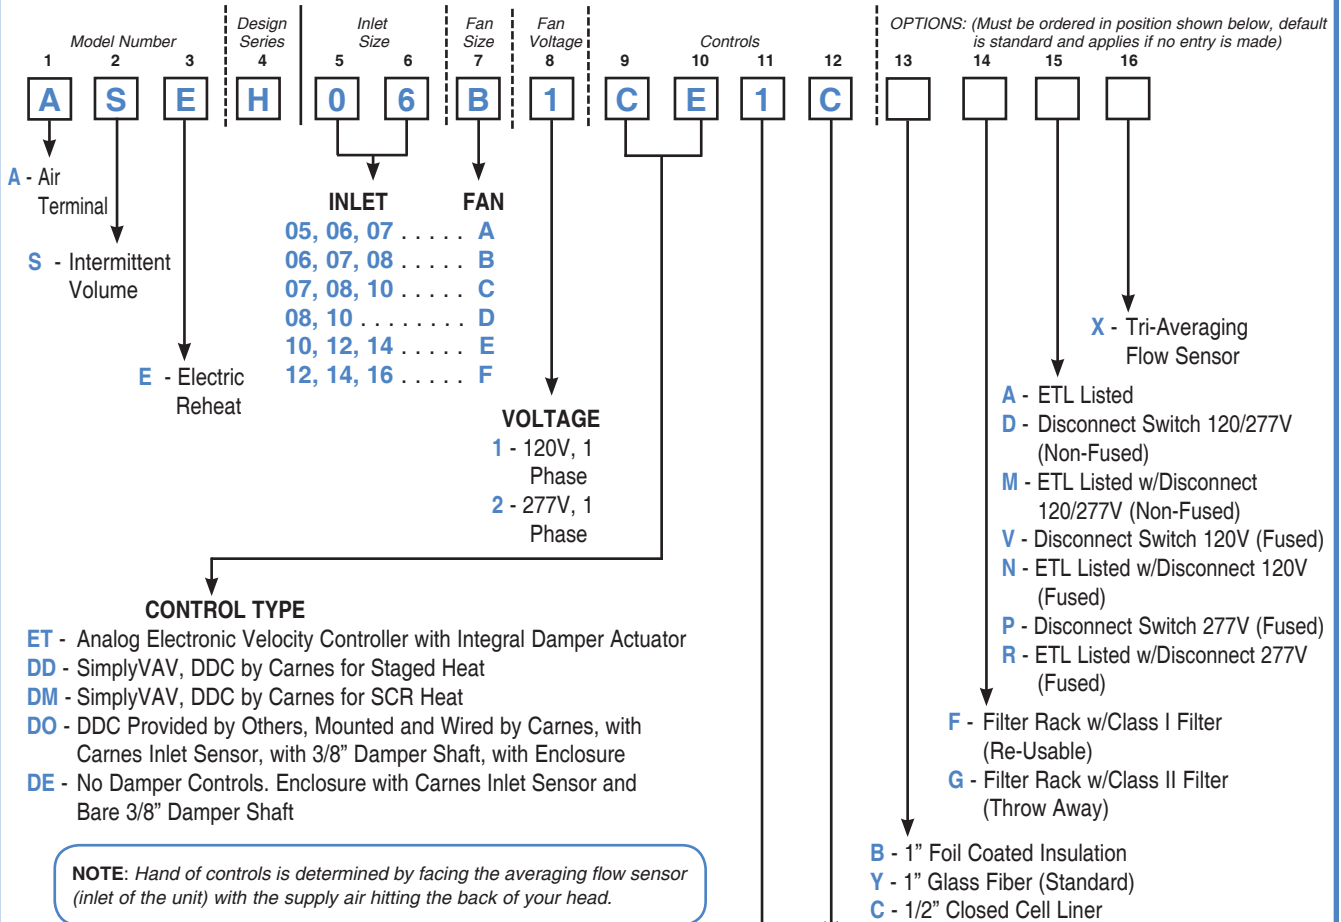 Model Number
Design
Series
Inlet
Size
Fan
Size
Fan
Voltage
Controls
OPTIONS: (Must be ordered in position shown below, default
is standard and applies if no entry is made)
1 2 3 4 5 6 7 8 9 10 11 12 13 14 15 16
A S E H 0 6 B 1 C E 1 C
A - Air
Terminal
S - Intermittent
Volume
E - Electric
Reheat
INLET FAN
05, 06, 07 . . . . . A
06, 07, 08 . . . . . B
07, 08, 10 . . . . . C
08, 10 . . . . . . . . D
10, 12, 14 . . . . . E
12, 14, 16 . . . . . F
VOLTAGE
1 - 120V, 1
Phase
2 - 277V, 1
Phase
CONTROL TYPE
ET - Analog Electronic Velocity Controller with Integral Damper Actuator
DD - SimplyVAV, DDC by Carnes for Staged Heat
DM - SimplyVAV, DDC by Carnes for SCR Heat
DO - DDC Provided by Others, Mounted and Wired by Carnes, with
Carnes Inlet Sensor, with 3/8” Damper Shaft, with Enclosure
DE - No Damper Controls. Enclosure with Carnes Inlet Sensor and
Bare 3/8” Damper Shaft
NOTE: Hand of controls is determined by facing the averaging flow sensor
(inlet of the unit) with the supply air hitting the back of your head.
X - Tri-Averaging
Flow Sensor
A - ETL Listed
D - Disconnect Switch 120/277V
(Non-Fused)
M - ETL Listed w/Disconnect
120/277V (Non-Fused)
V - Disconnect Switch 120V (Fused)
N - ETL Listed w/Disconnect 120V
(Fused)
P - Disconnect Switch 277V (Fused)
R - ETL Listed w/Disconnect 277V
(Fused)
F - Filter Rack w/Class I Filter
(Re-Usable)
G - Filter Rack w/Class II Filter
(Throw Away)
B - 1” Foil Coated Insulation
Y - 1” Glass Fiber (Standard)
C - 1/2” Closed Cell Liner